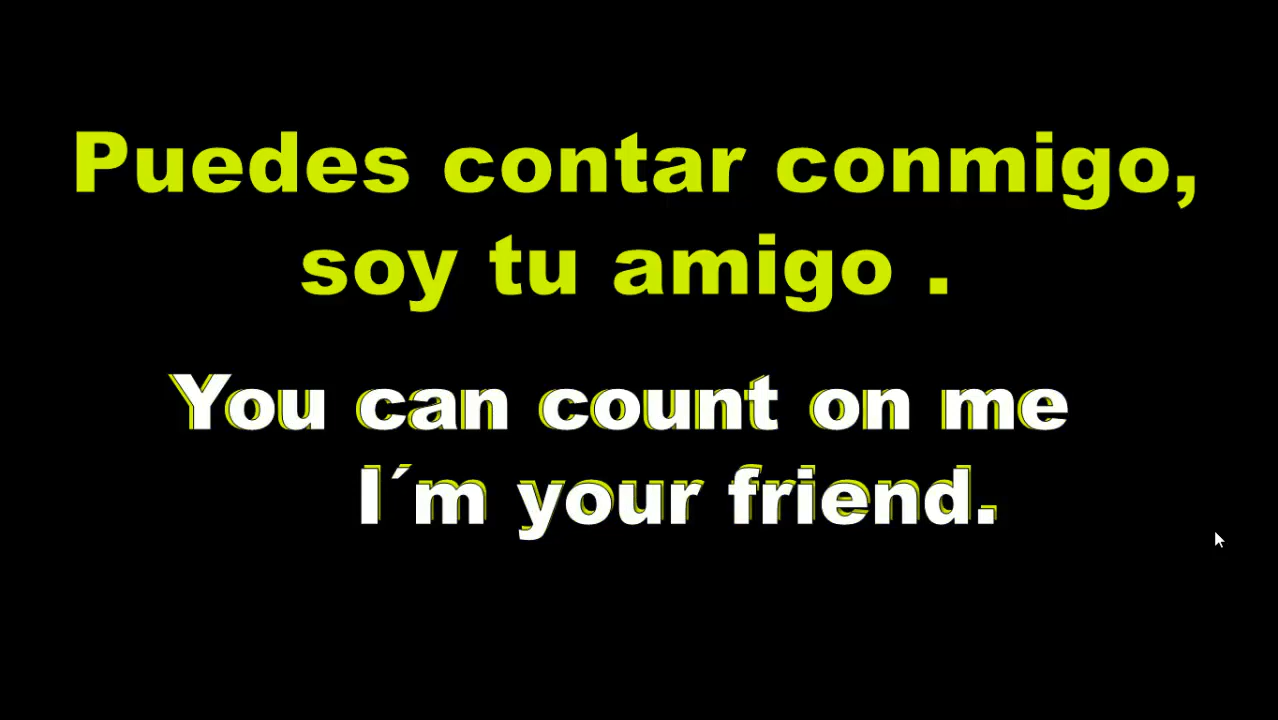 Puedes contar conmigo,
soy tu amigo .
You can count on me
I´m your friend.